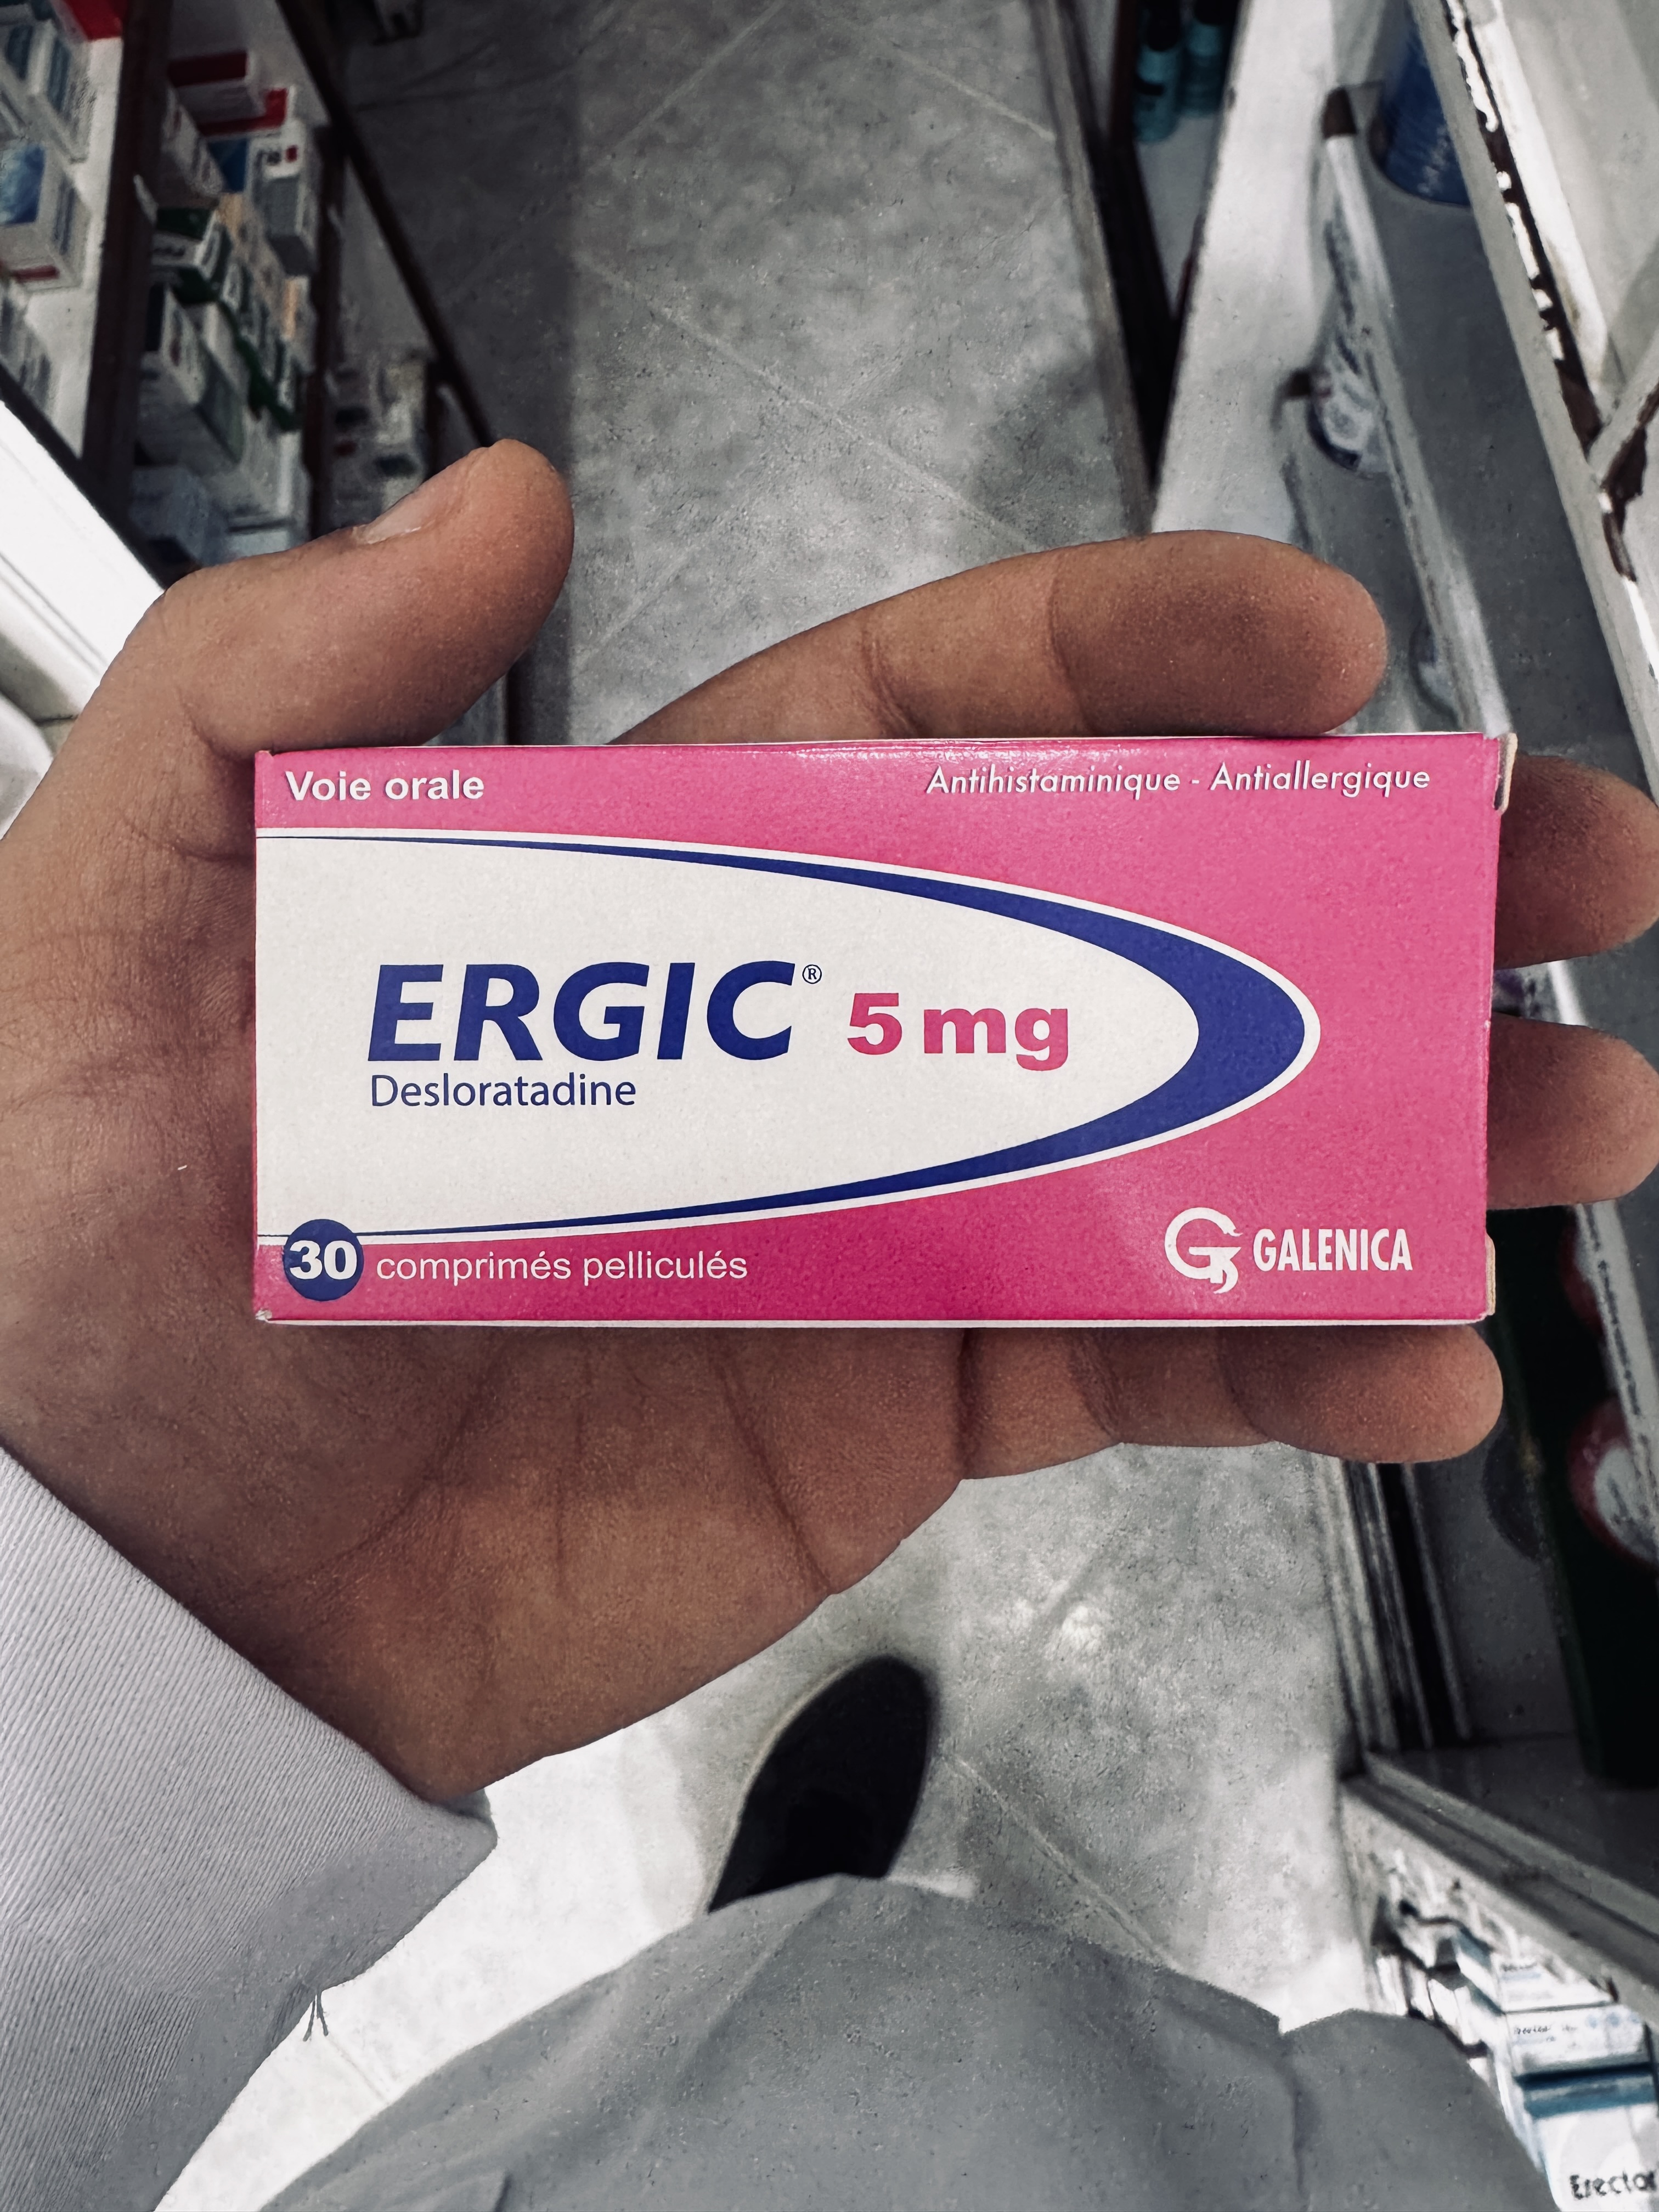 Voie orale
Antihistaminique - Antiallergique
ERGIC® 5 mg
Desloratadine
30 comprimés pelliculés
GALENICA